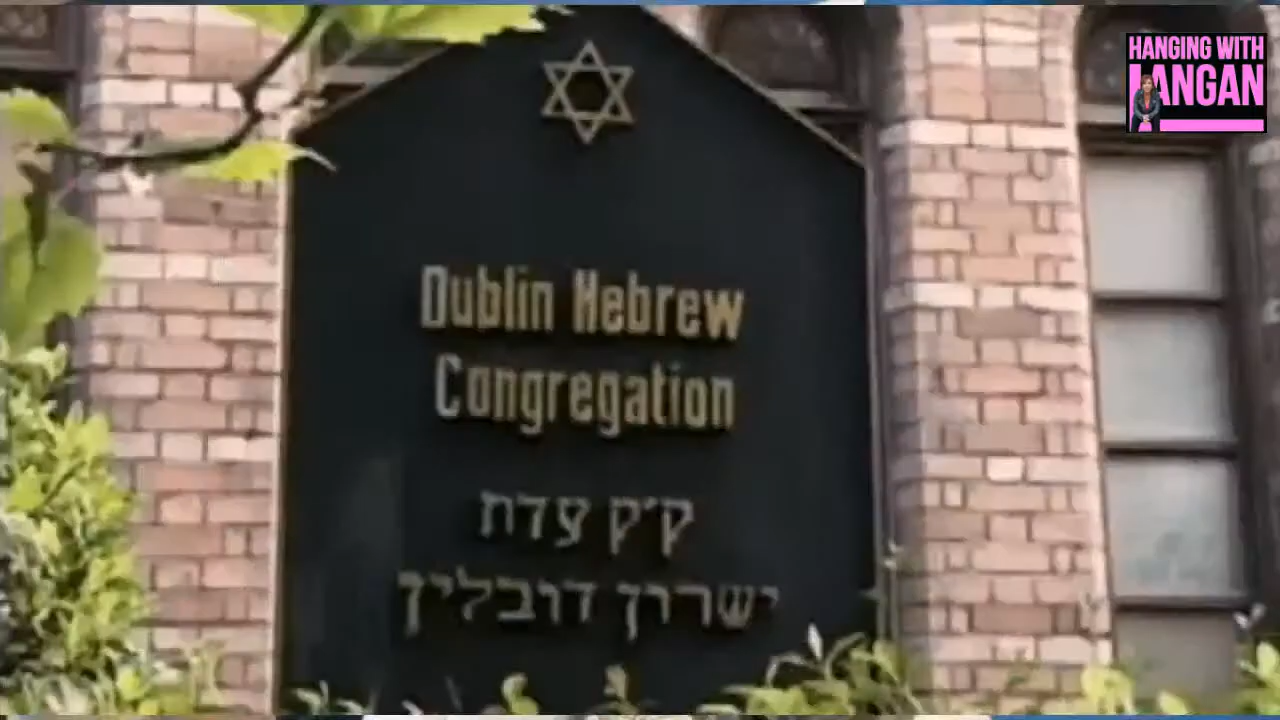 HANGING WITH
LANGAN
Dublin Hebrew
Congregation
ק״ק עדת
ישרון דובלין